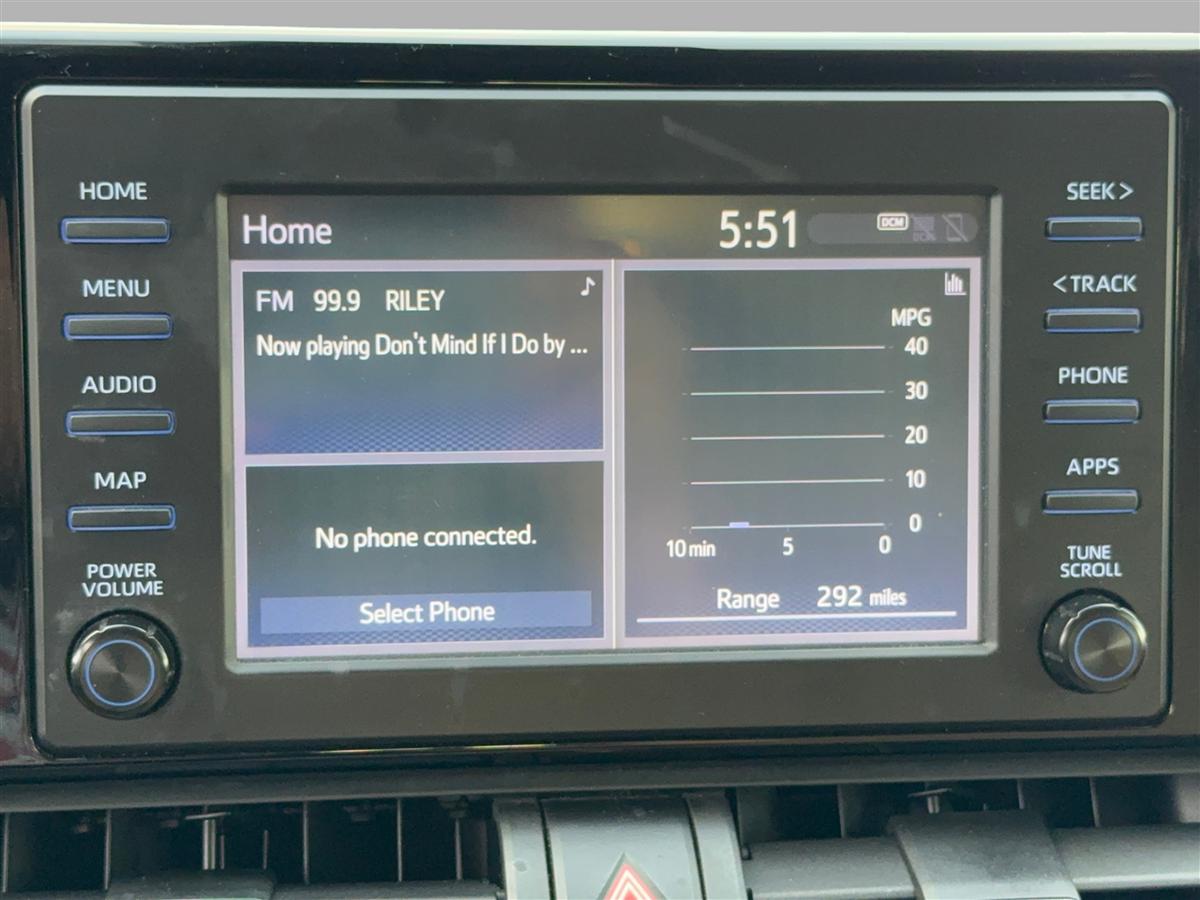 HOME
MENU
AUDIO
MAP
POWER
VOLUME
Home
5:51
DCM
FM 99.9 RILEY
Now playing Don't Mind If I Do by ...
No phone connected.
Select Phone
MPG
40
30
20
10
0
10 min 5 0
Range 292 miles
SEEK >
< TRACK
PHONE
APPS
TUNE
SCROLL